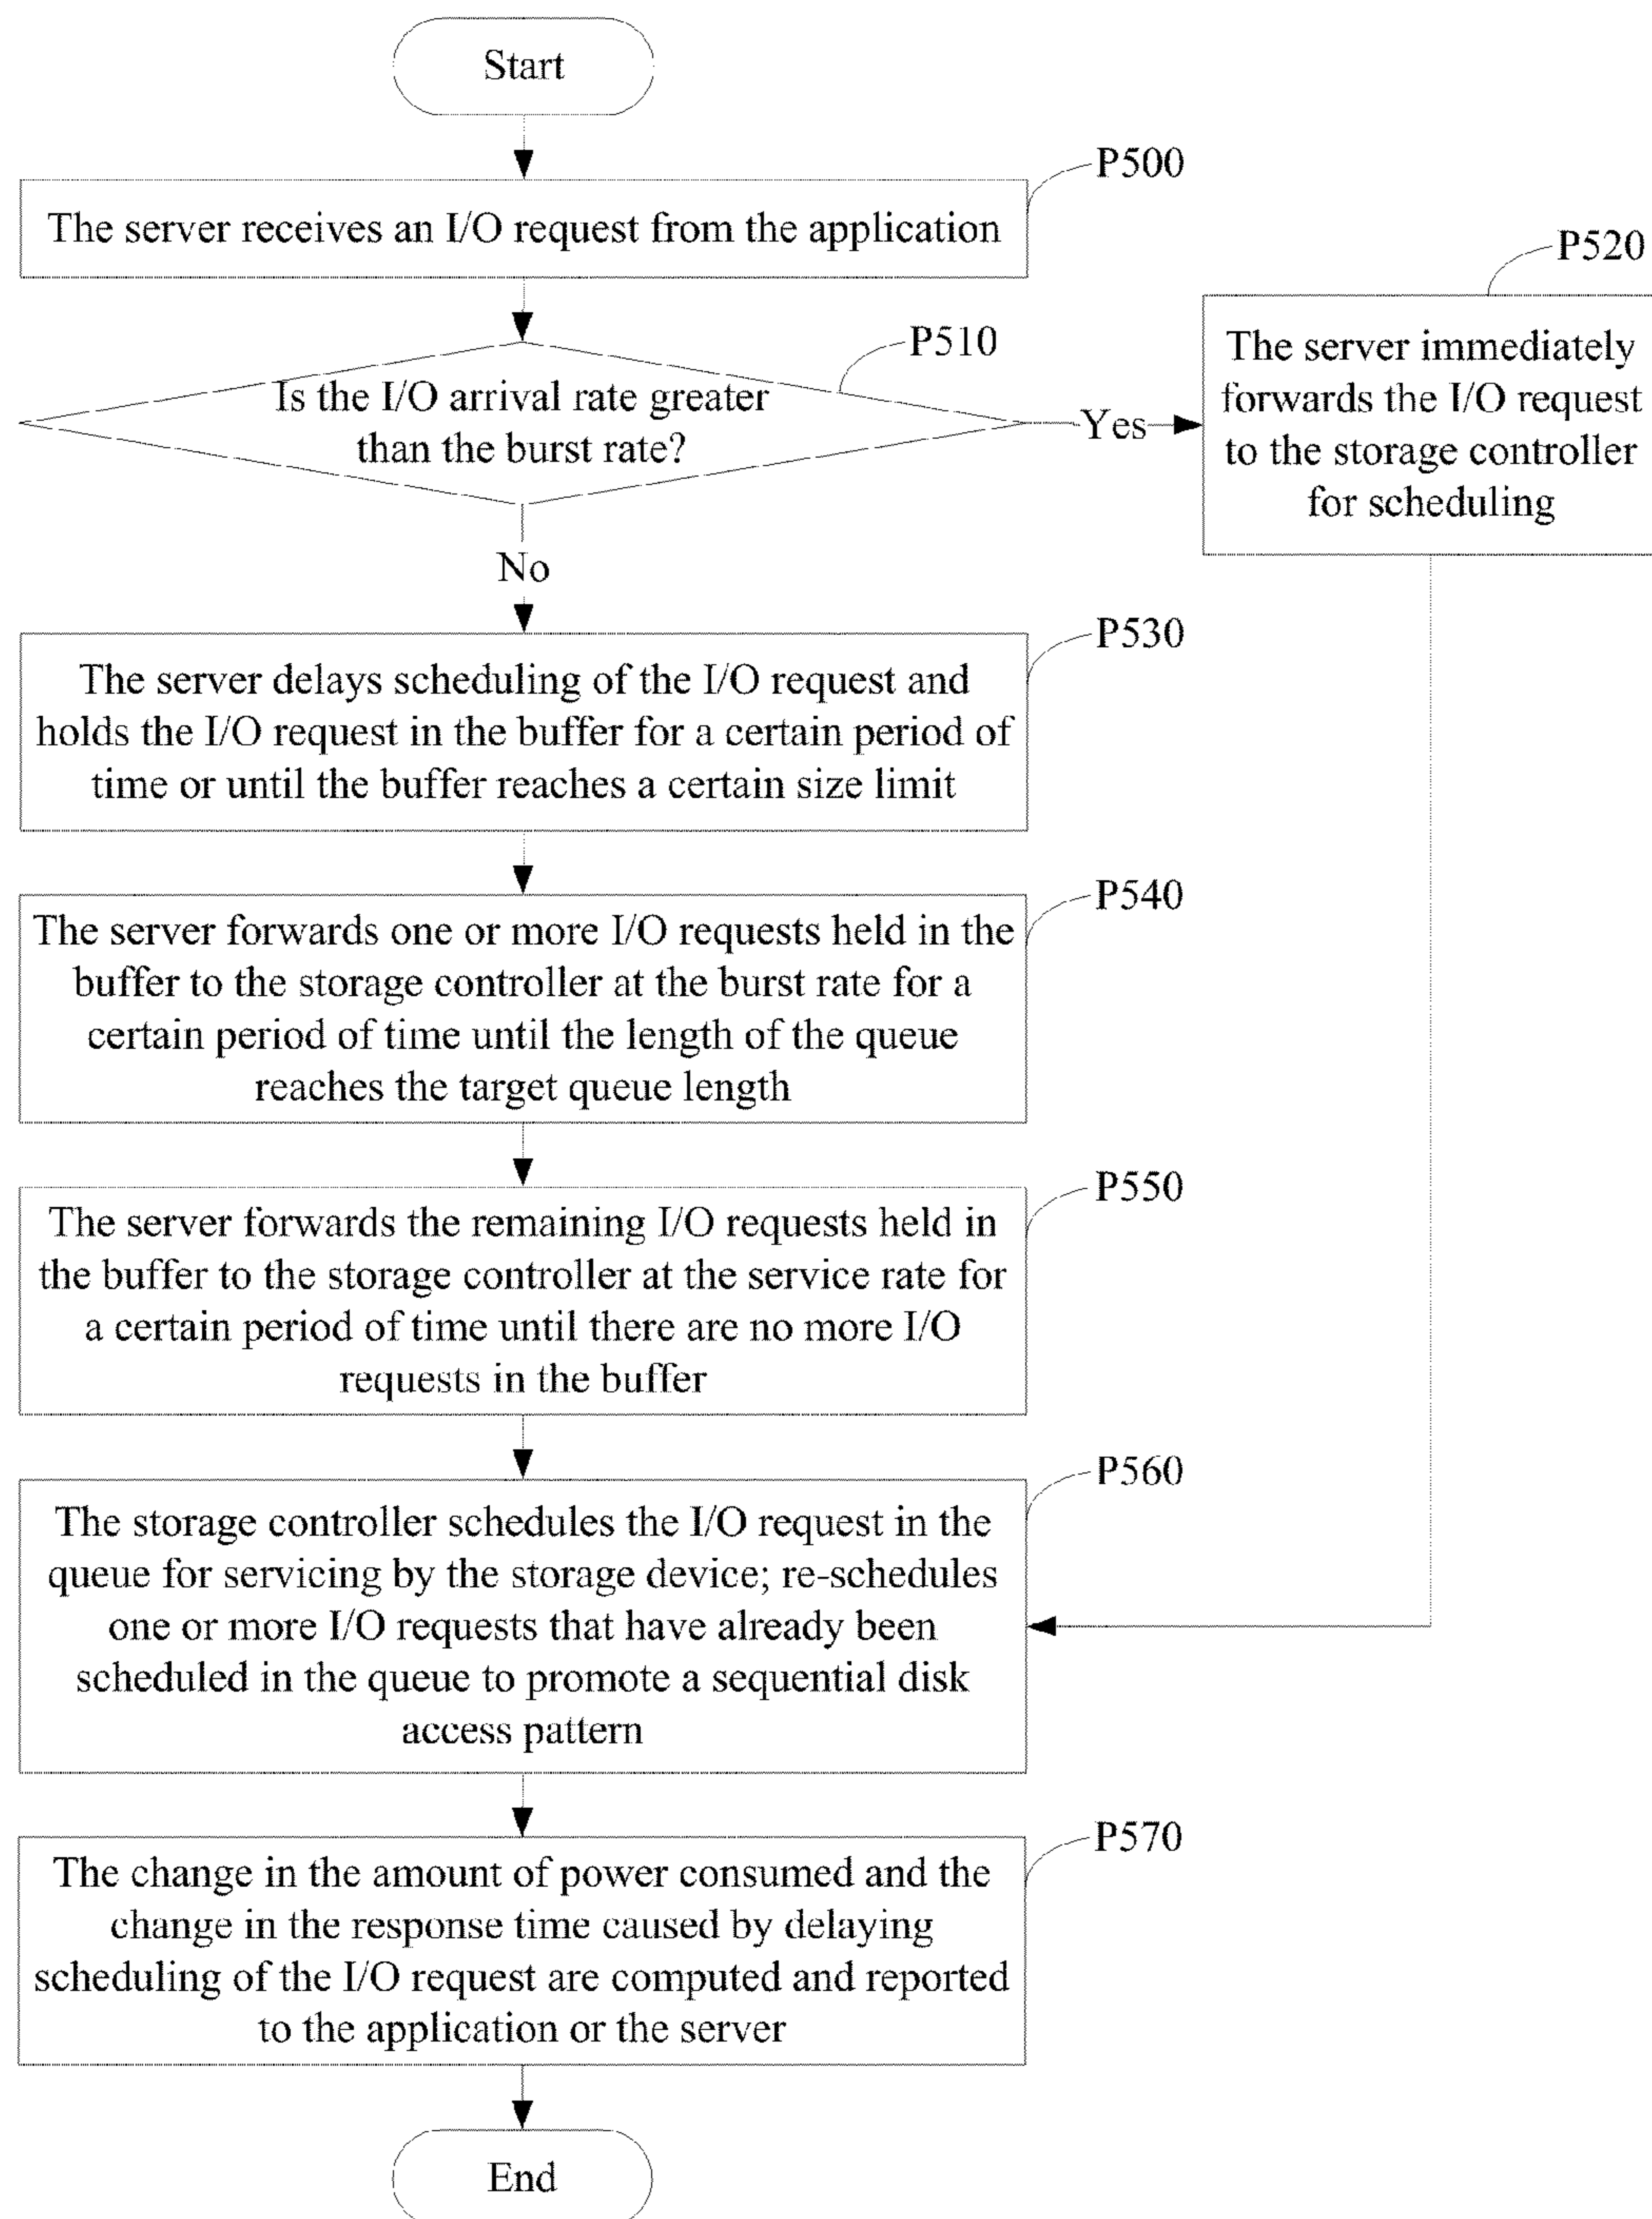 Start
P500
The server receives an I/O request from the application
P510
Is the I/O arrival rate greater
than the burst rate?
Yes
P520
The server immediately
forwards the I/O request
to the storage controller
for scheduling
No
P530
The server delays scheduling of the I/O request and
holds the I/O request in the buffer for a certain period of
time or until the buffer reaches a certain size limit
P540
The server forwards one or more I/O requests held in the
buffer to the storage controller at the burst rate for a
certain period of time until the length of the queue
reaches the target queue length
P550
The server forwards the remaining I/O requests held in
the buffer to the storage controller at the service rate for
a certain period of time until there are no more I/O
requests in the buffer
P560
The storage controller schedules the I/O request in the
queue for servicing by the storage device; re-schedules
one or more I/O requests that have already been
scheduled in the queue to promote a sequential disk
access pattern
P570
The change in the amount of power consumed and the
change in the response time caused by delaying
scheduling of the I/O request are computed and reported
to the application or the server
End